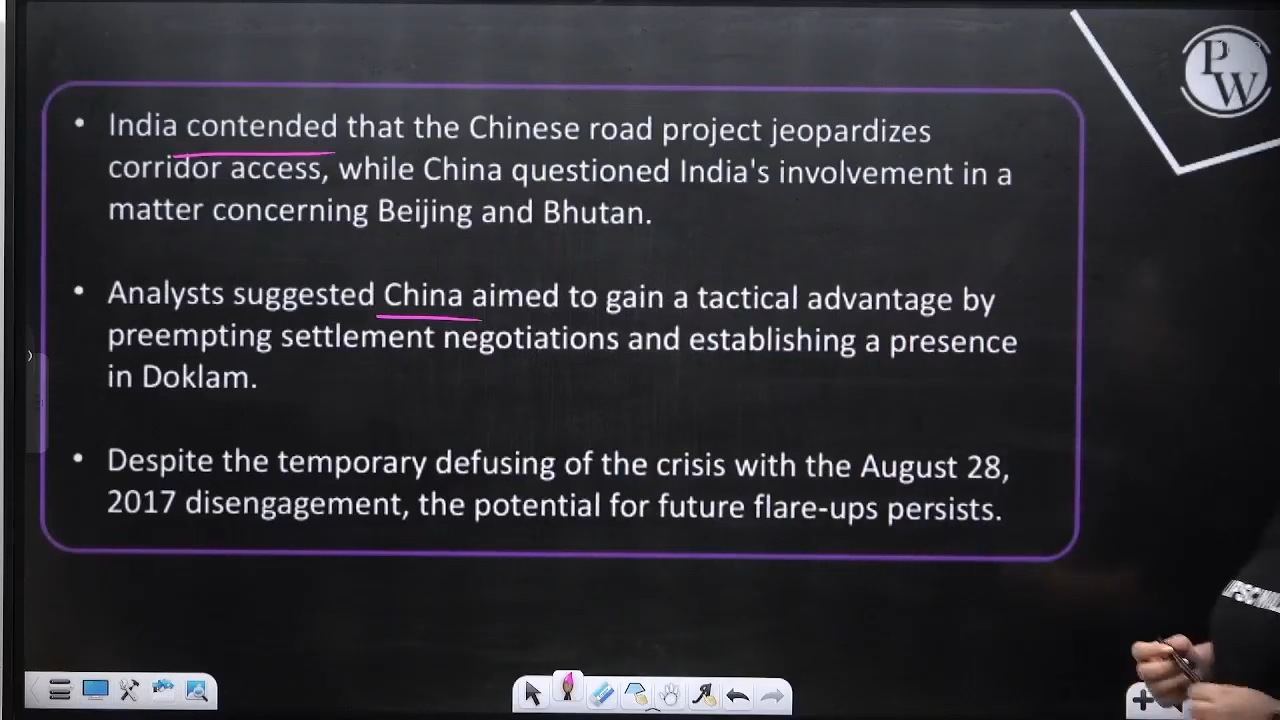 PW
• India contended that the Chinese road project jeopardizes
corridor access, while China questioned India's involvement in a
matter concerning Beijing and Bhutan.
• Analysts suggested China aimed to gain a tactical advantage by
preempting settlement negotiations and establishing a presence
in Doklam.
• Despite the temporary defusing of the crisis with the August 28,
2017 disengagement, the potential for future flare-ups persists.